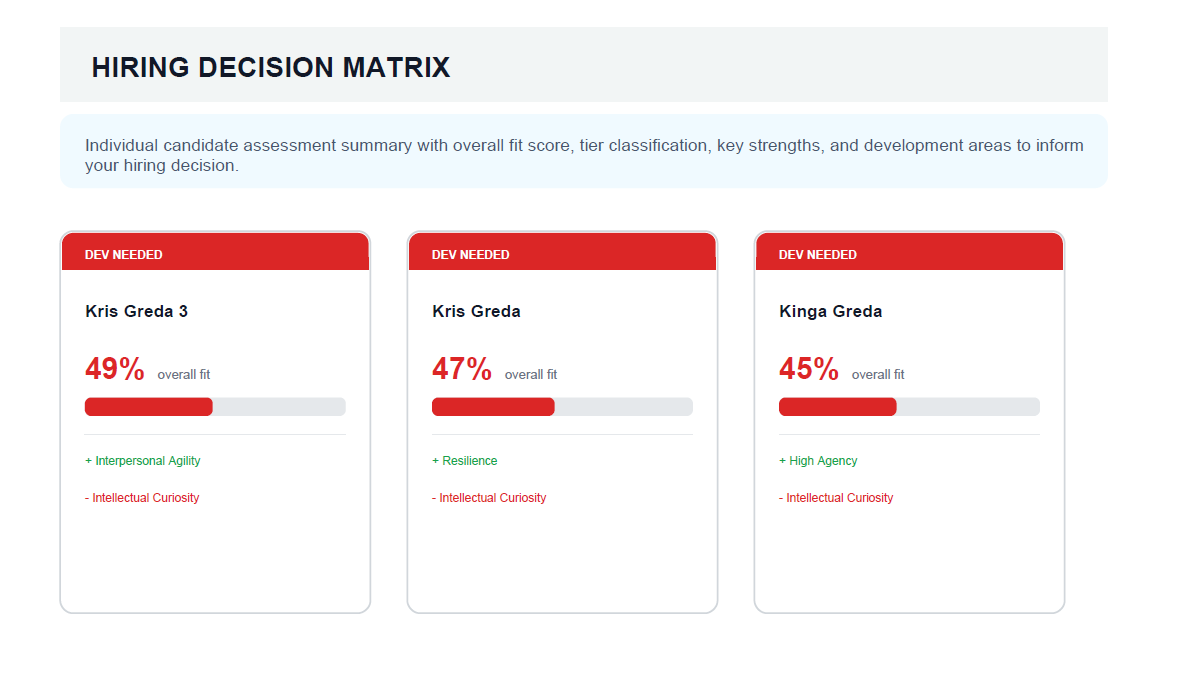 HIRING DECISION MATRIX
Individual candidate assessment summary with overall fit score, tier classification, key strengths, and development areas to inform
your hiring decision.
DEV NEEDED
Kris Greda 3
49% overall fit
+ Interpersonal Agility
- Intellectual Curiosity
DEV NEEDED
Kris Greda
47% overall fit
+ Resilience
- Intellectual Curiosity
DEV NEEDED
Kinga Greda
45% overall fit
+ High Agency
- Intellectual Curiosity